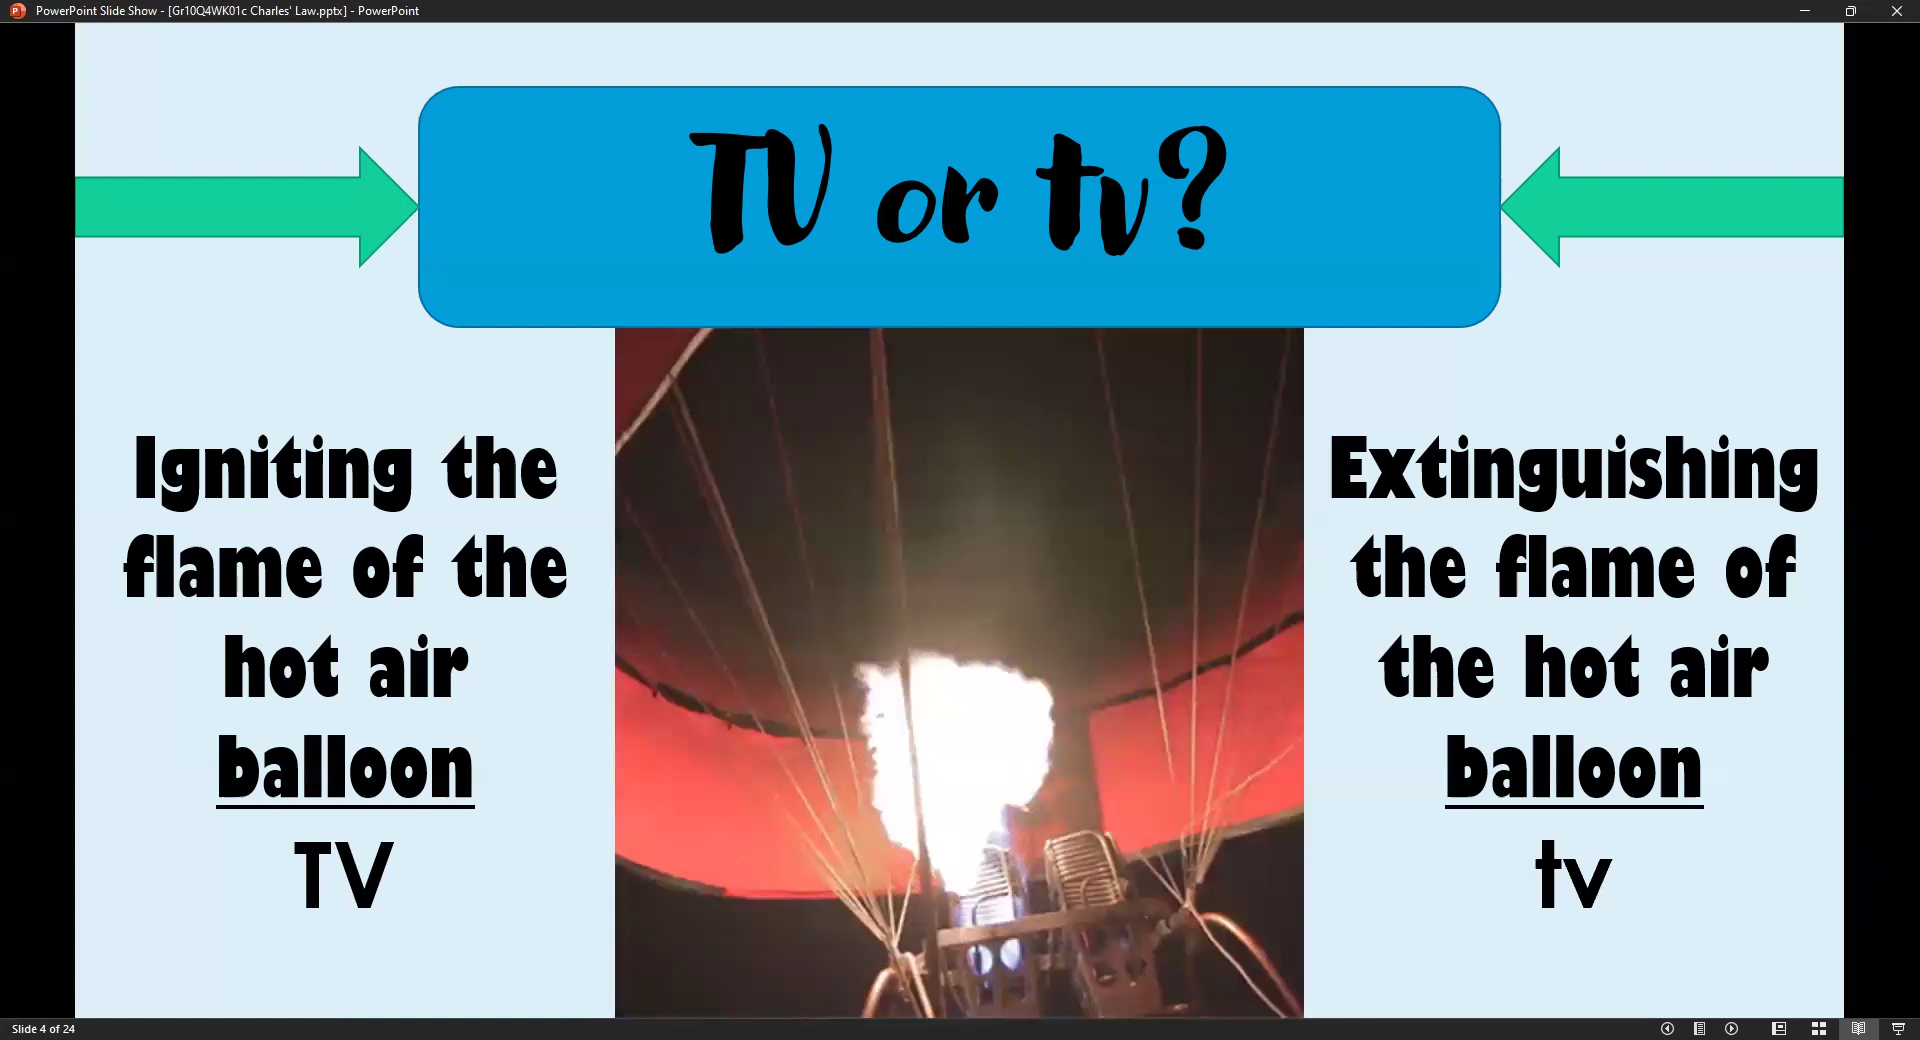 PowerPoint Slide Show - [Gr10Q4WK01c Charles' Law.pptx] - PowerPoint
TV or tv?
Igniting the
flame of the
hot air
balloon
TV
Extinguishing
the flame of
the hot air
balloon
tv
Slide 4 of 24